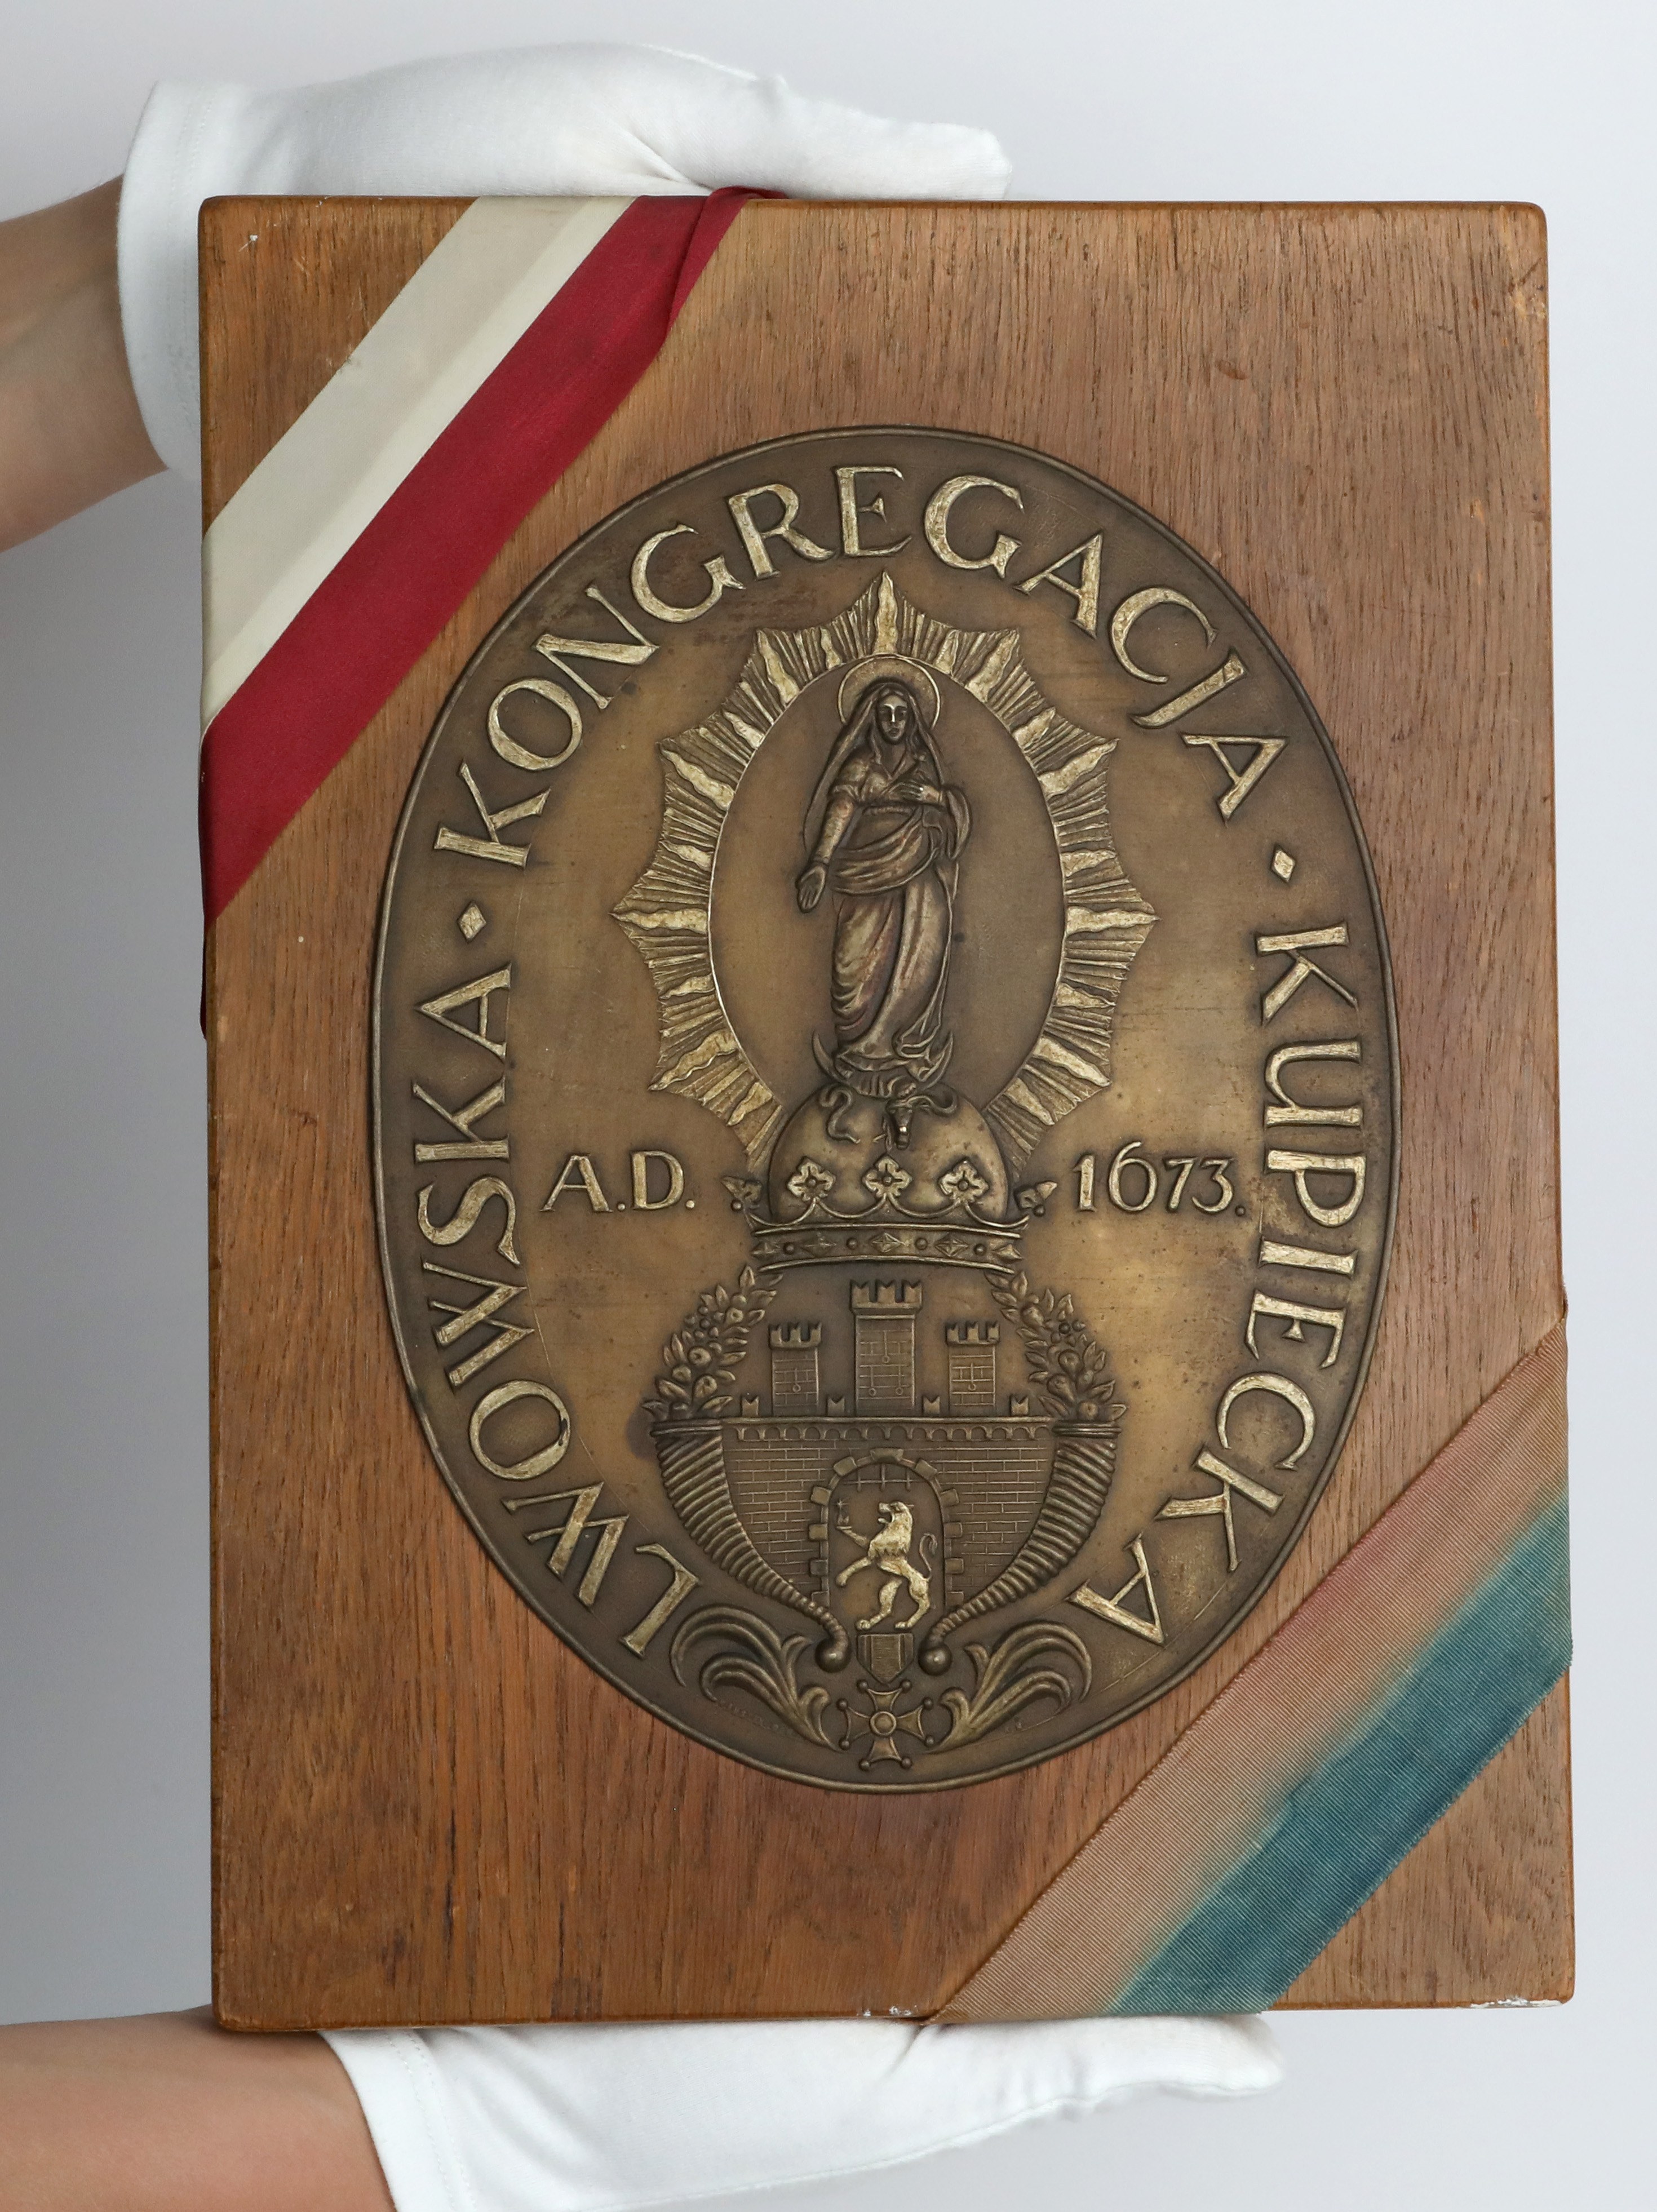 LWOWSKA · KONGREGACJA · KUPIECKA
A.D. 1673.